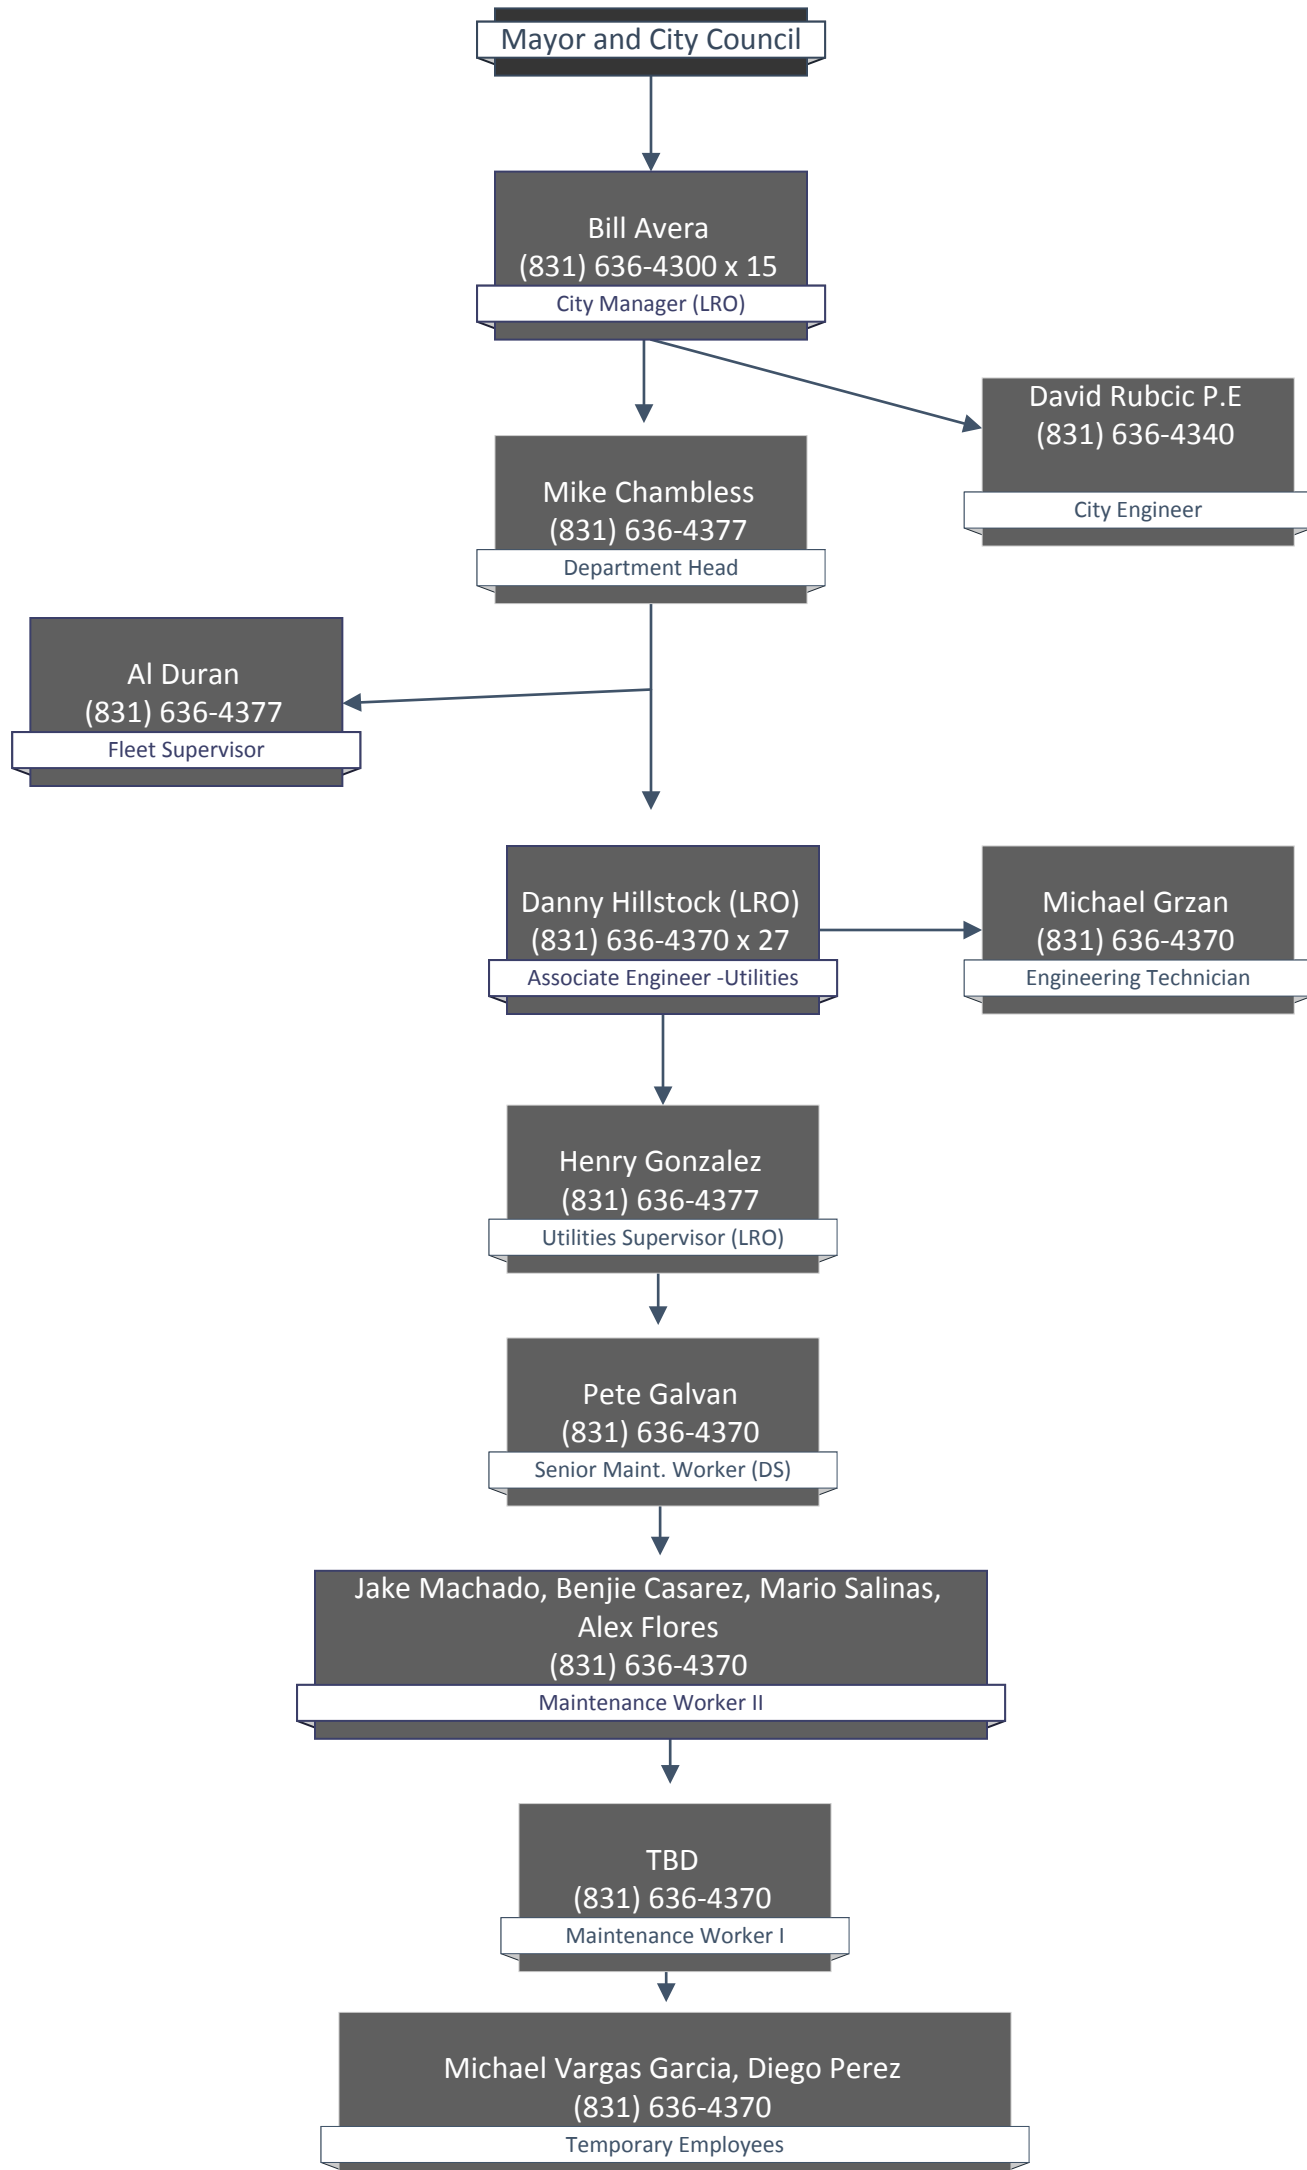 Mayor and City Council
Bill Avera
(831) 636-4300 x 15
City Manager (LRO)
David Rubcic P.E
(831) 636-4340
City Engineer
Mike Chambless
(831) 636-4377
Department Head
Al Duran
(831) 636-4377
Fleet Supervisor
Danny Hillstock (LRO)
(831) 636-4370 x 27
Associate Engineer -Utilities
Michael Grzan
(831) 636-4370
Engineering Technician
Henry Gonzalez
(831) 636-4377
Utilities Supervisor (LRO)
Pete Galvan
(831) 636-4370
Senior Maint. Worker (DS)
Jake Machado, Benjie Casarez, Mario Salinas,
Alex Flores
(831) 636-4370
Maintenance Worker II
TBD
(831) 636-4370
Maintenance Worker I
Michael Vargas Garcia, Diego Perez
(831) 636-4370
Temporary Employees